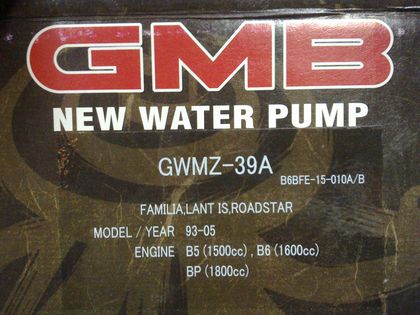 GMB
NEW WATER PUMP
GWMZ-39A
B6BFE-15-010A/B
FAMILIA,LANT IS,ROADSTAR
MODEL / YEAR 93-05
ENGINE B5 (1500cc) , B6 (1600cc)
BP (1800cc)